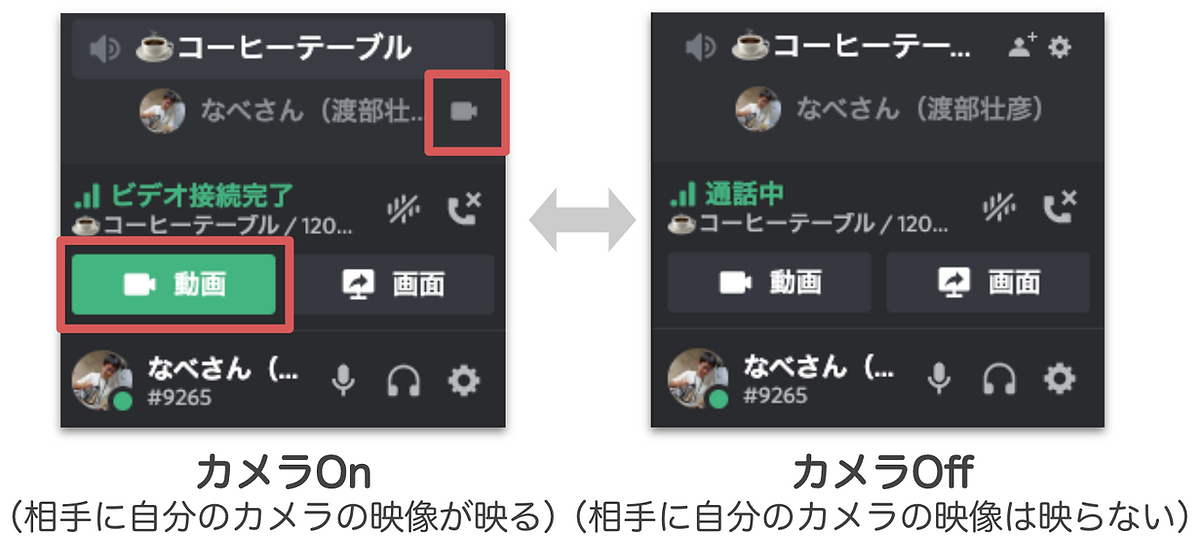 コーヒーテーブル
なべさん（渡部壮...
ビデオ接続完了
コーヒーテーブル / 120...
動画 画面
なべさん（...
#9265
カメラOn
（相手に自分のカメラの映像が映る）
コーヒーテー...
なべさん（渡部壮彦）
通話中
コーヒーテーブル / 120...
動画 画面
なべさん（...
#9265
カメラOff
（相手に自分のカメラの映像は映らない）